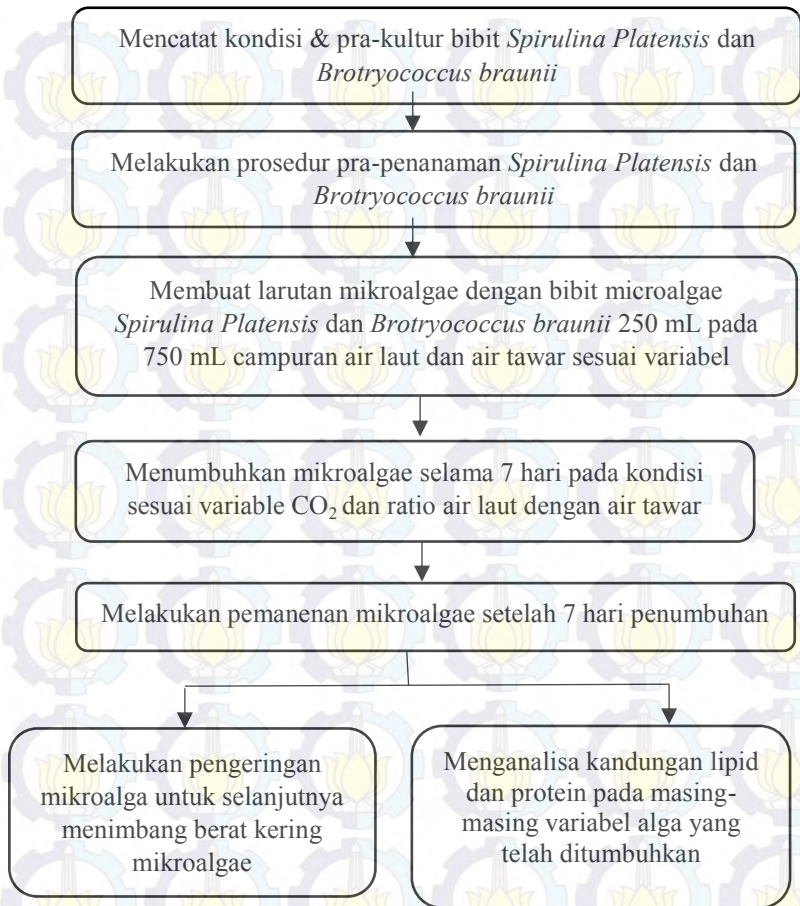 Mencatat kondisi & pra-kultur bibit Spirulina Platensis dan
Brotryococcus braunii
Melakukan prosedur pra-penanaman Spirulina Platensis dan
Brotryococcus braunii
Membuat larutan mikroalgae dengan bibit microalgae
Spirulina Platensis dan Brotryococcus braunii 250 mL pada
750 mL campuran air laut dan air tawar sesuai variabel
Menumbuhkan mikroalgae selama 7 hari pada kondisi
sesuai variable CO₂ dan ratio air laut dengan air tawar
Melakukan pemanenan mikroalgae setelah 7 hari penumbuhan
Melakukan pengeringan
mikroalga untuk selanjutnya
menimbang berat kering
mikroalgae
Menganalisa kandungan lipid
dan protein pada masing-
masing variabel alga yang
telah ditumbuhkan